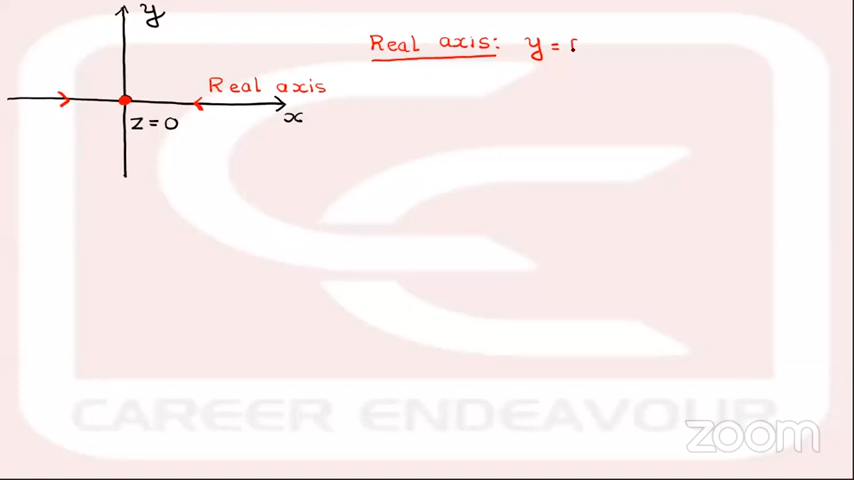 y
Real axis: y =
Real axis
x
z = 0
CAREER ENDEAVOUR
zoom